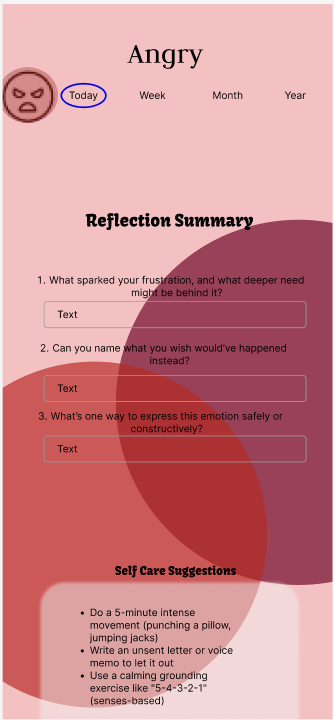 Angry
Today Week Month Year
Reflection Summary
1. What sparked your frustration, and what deeper need
might be behind it?
Text
2. Can you name what you wish would've happened
instead?
Text
3. What's one way to express this emotion safely or
constructively?
Text
Self Care Suggestions
• Do a 5-minute intense
movement (punching a pillow,
jumping jacks)
• Write an unsent letter or voice
memo to let it out
• Use a calming grounding
exercise like "5-4-3-2-1"
(senses-based)